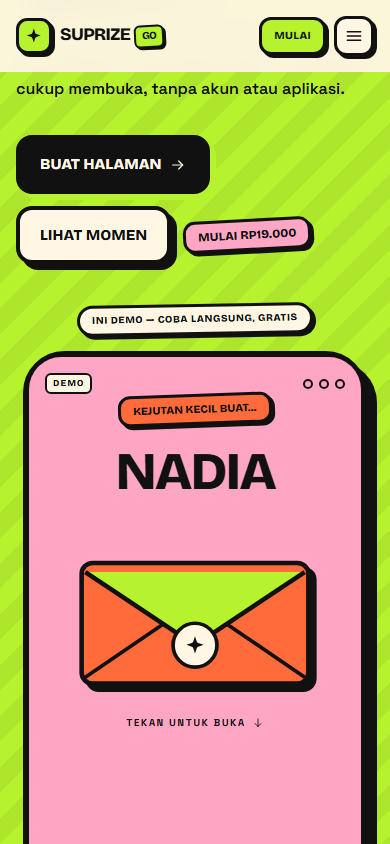 SUPRIZE GO
MULAI
cukup membuka, tanpa akun atau aplikasi.
BUAT HALAMAN →
LIHAT MOMEN
MULAI RP19.000
INI DEMO — COBA LANGSUNG, GRATIS
DEMO
KEJUTAN KECIL BUAT...
NADIA
TEKAN UNTUK BUKA ↓